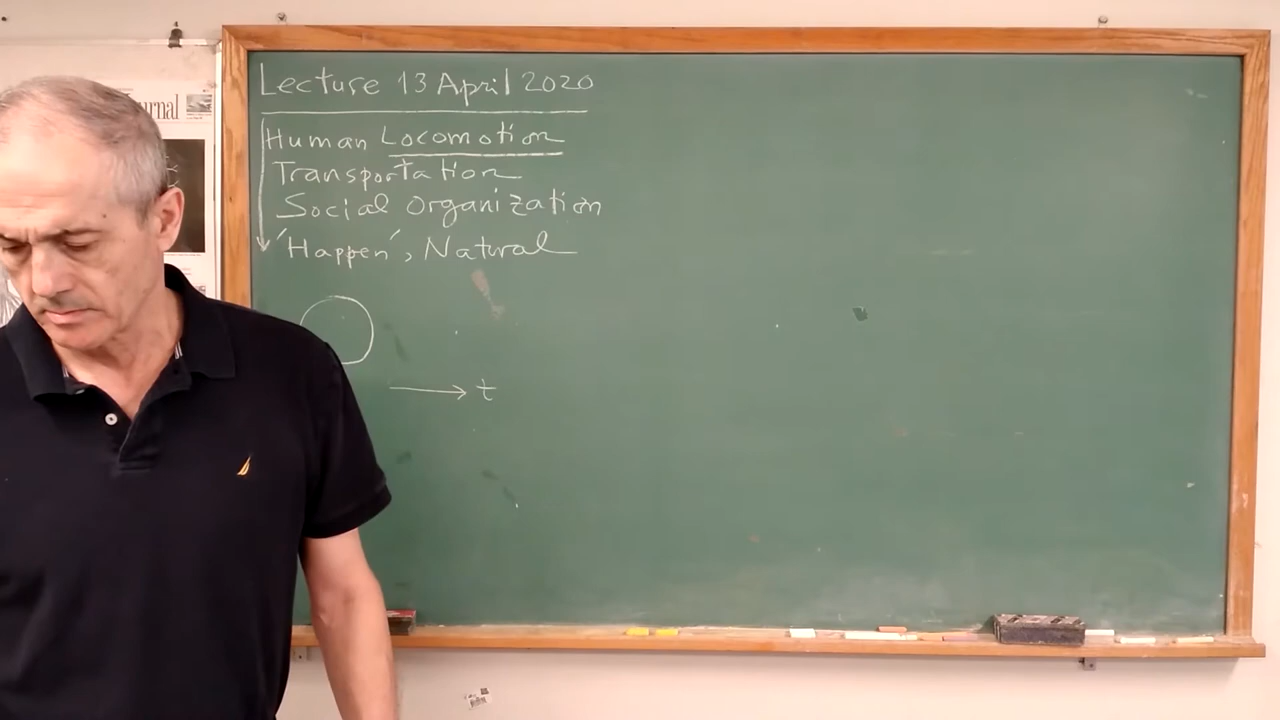 Lecture 13 April 2020
Human Locomotion
Transportation
Social Organization
'Happen', Natural
t